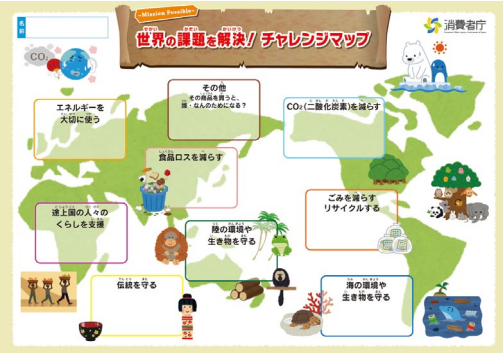 ~Mission Possible~
世界の課題を解決! チャレンジマップ
名前
消費者庁
CO₂
エネルギーを
大切に使う
その他
その商品を買うと、
誰・なんのためになる?
CO₂(二酸化炭素)を減らす
食品ロスを減らす
途上国の人々の
くらしを支援
陸の環境や
生き物を守る
ごみを減らす
リサイクルする
伝統を守る
海の環境や
生き物を守る